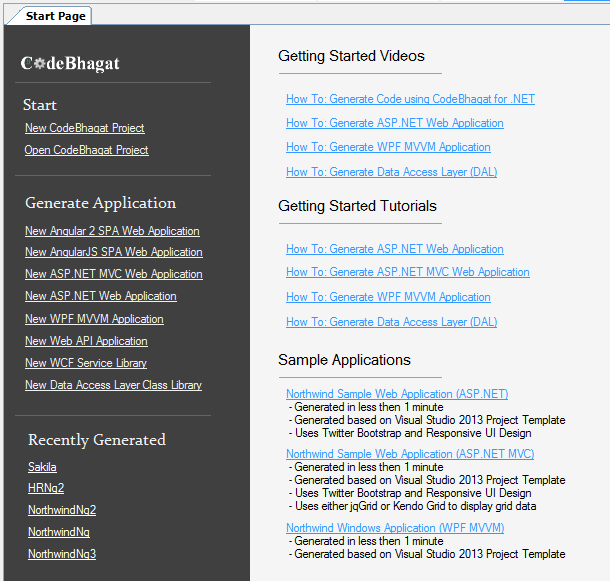 Start Page
CodeBhagat
Start
New CodeBhagat Project
Open CodeBhagat Project
Generate Application
New Angular 2 SPA Web Application
New AngularJS SPA Web Application
New ASP.NET MVC Web Application
New ASP.NET Web Application
New WPF MVVM Application
New Web API Application
New WCF Service Library
New Data Access Layer Class Library
Recently Generated
Sakila
HRNg2
NorthwindNg2
NorthwindNg
NorthwindNg3
Getting Started Videos
How To: Generate Code using CodeBhagat for .NET
How To: Generate ASP.NET Web Application
How To: Generate WPF MVVM Application
How To: Generate Data Access Layer (DAL)
Getting Started Tutorials
How To: Generate ASP.NET Web Application
How To: Generate ASP.NET MVC Web Application
How To: Generate WPF MVVM Application
How To: Generate Data Access Layer (DAL)
Sample Applications
Northwind Sample Web Application (ASP.NET)
- Generated in less then 1 minute
- Generated based on Visual Studio 2013 Project Template
- Uses Twitter Bootstrap and Responsive UI Design
Northwind Sample Web Application (ASP.NET MVC)
- Generated in less then 1 minute
- Generated based on Visual Studio 2013 Project Template
- Uses Twitter Bootstrap and Responsive UI Design
- Uses either jqGrid or Kendo Grid to display grid data
Northwind Windows Application (WPF MVVM)
- Generated in less then 1 minute
- Generated based on Visual Studio 2013 Project Template